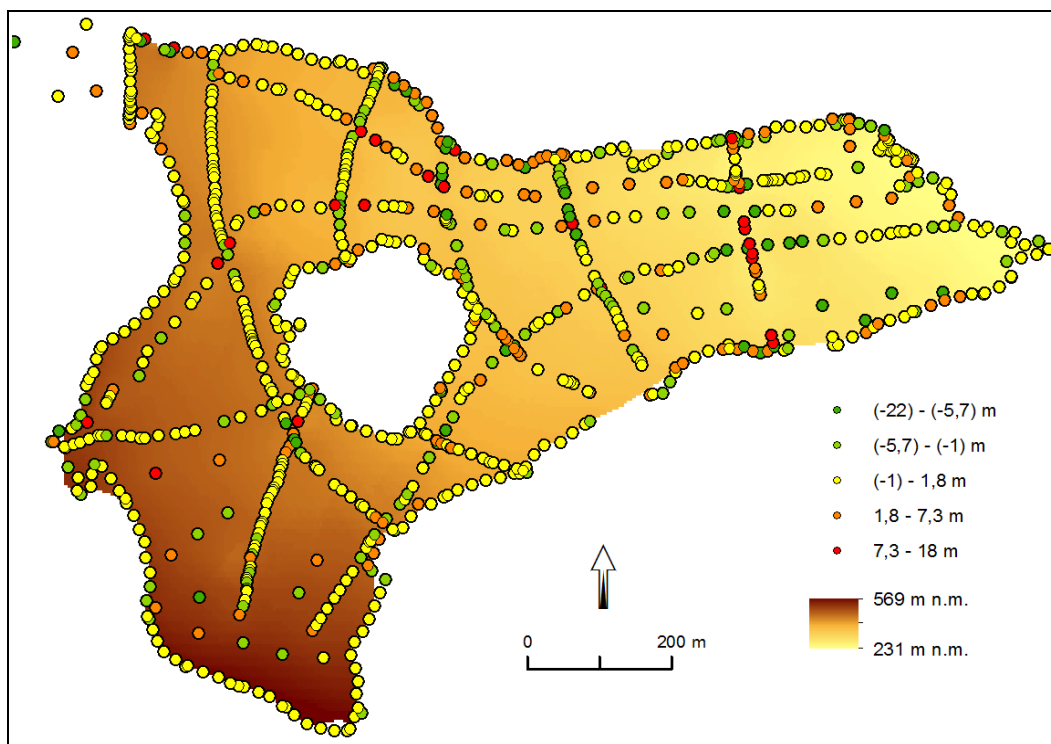 (-22) - (-5,7) m
(-5,7) - (-1) m
(-1) - 1,8 m
1,8 - 7,3 m
7,3 - 18 m
569 m n.m.
231 m n.m.
0 200 m